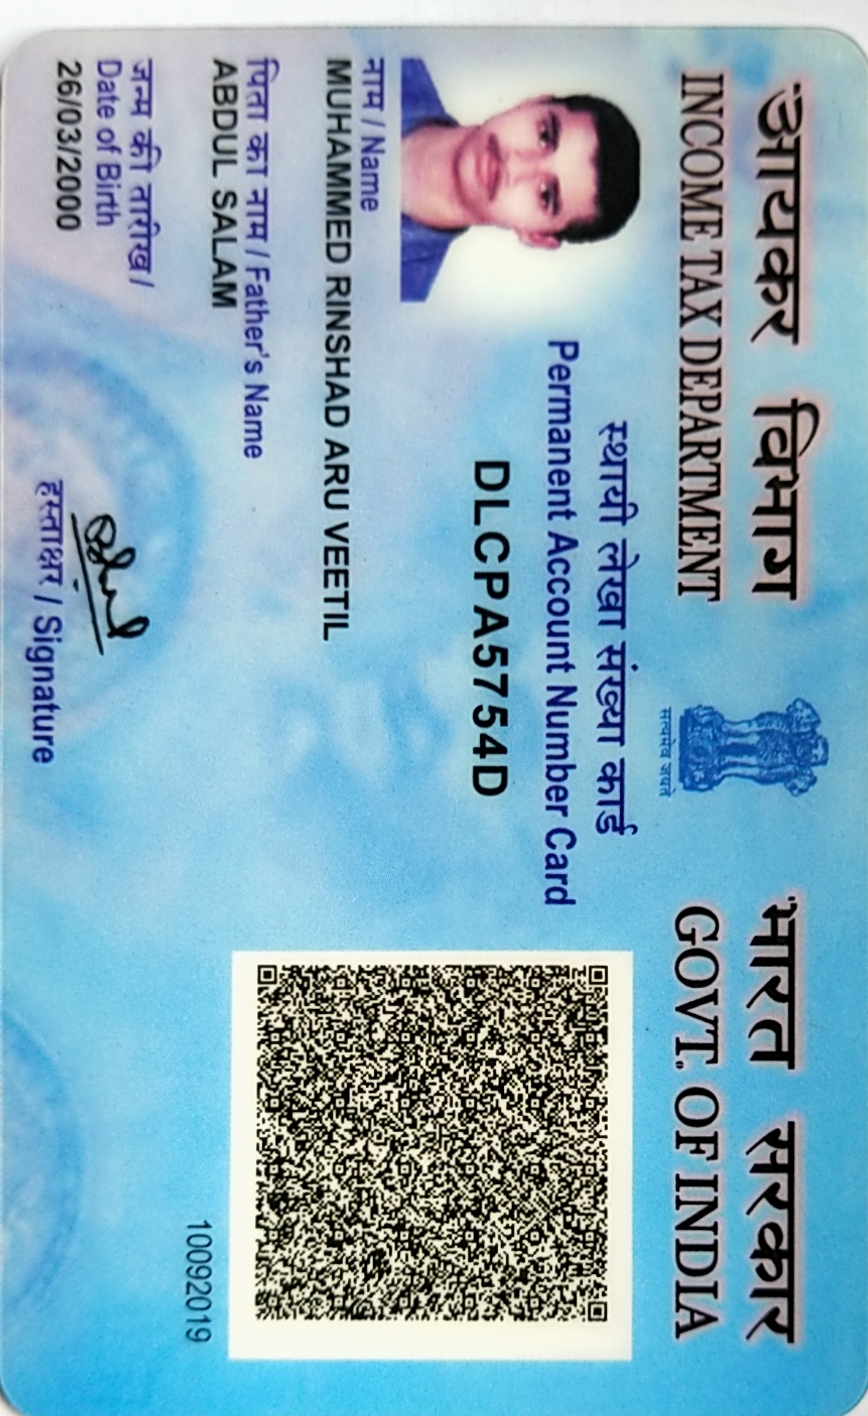 आयकर विभाग
INCOME TAX DEPARTMENT
सत्यमेव जयते
भारत सरकार
GOVT. OF INDIA
स्थायी लेखा संख्या कार्ड
Permanent Account Number Card
DLCPA5754D
नाम / Name
MUHAMMED RINSHAD ARU VEETIL
पिता का नाम / Father's Name
ABDUL SALAM
जन्म की तारीख /
Date of Birth
26/03/2000
हस्ताक्षर / Signature
10092019